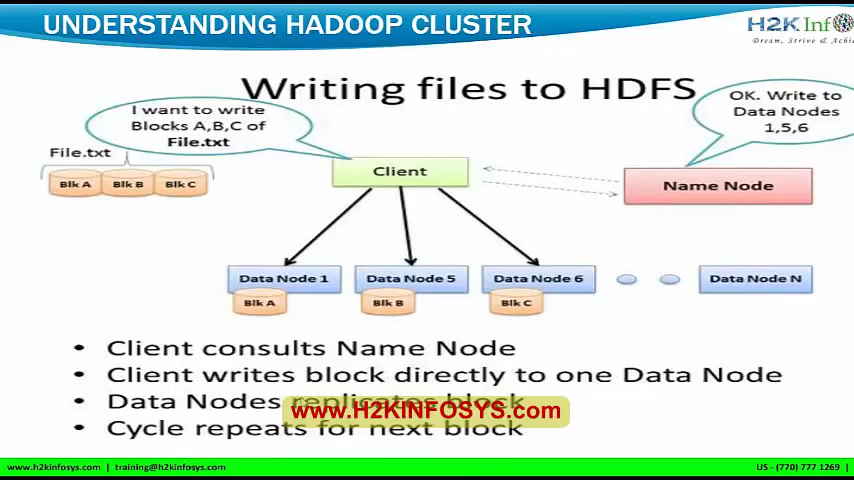 UNDERSTANDING HADOOP CLUSTER
H2K Inf
Dream, Strive & Achi
Writing files to HDFS
I want to write
Blocks A,B,C of
File.txt
OK. Write to
Data Nodes
1,5,6
File.txt
Blk A
Blk B
Blk C
Client
Name Node
Data Node 1
Data Node 5
Data Node 6
Data Node N
Blk A
Blk B
Blk C
• Client consults Name Node
• Client writes block directly to one Data Node
• Data Nodes replicates block
www.H2KINFOSYS.com
• Cycle repeats for next block
www.h2kinfosys.com | training@h2kinfosys.com
US - (770) 777 1269 |